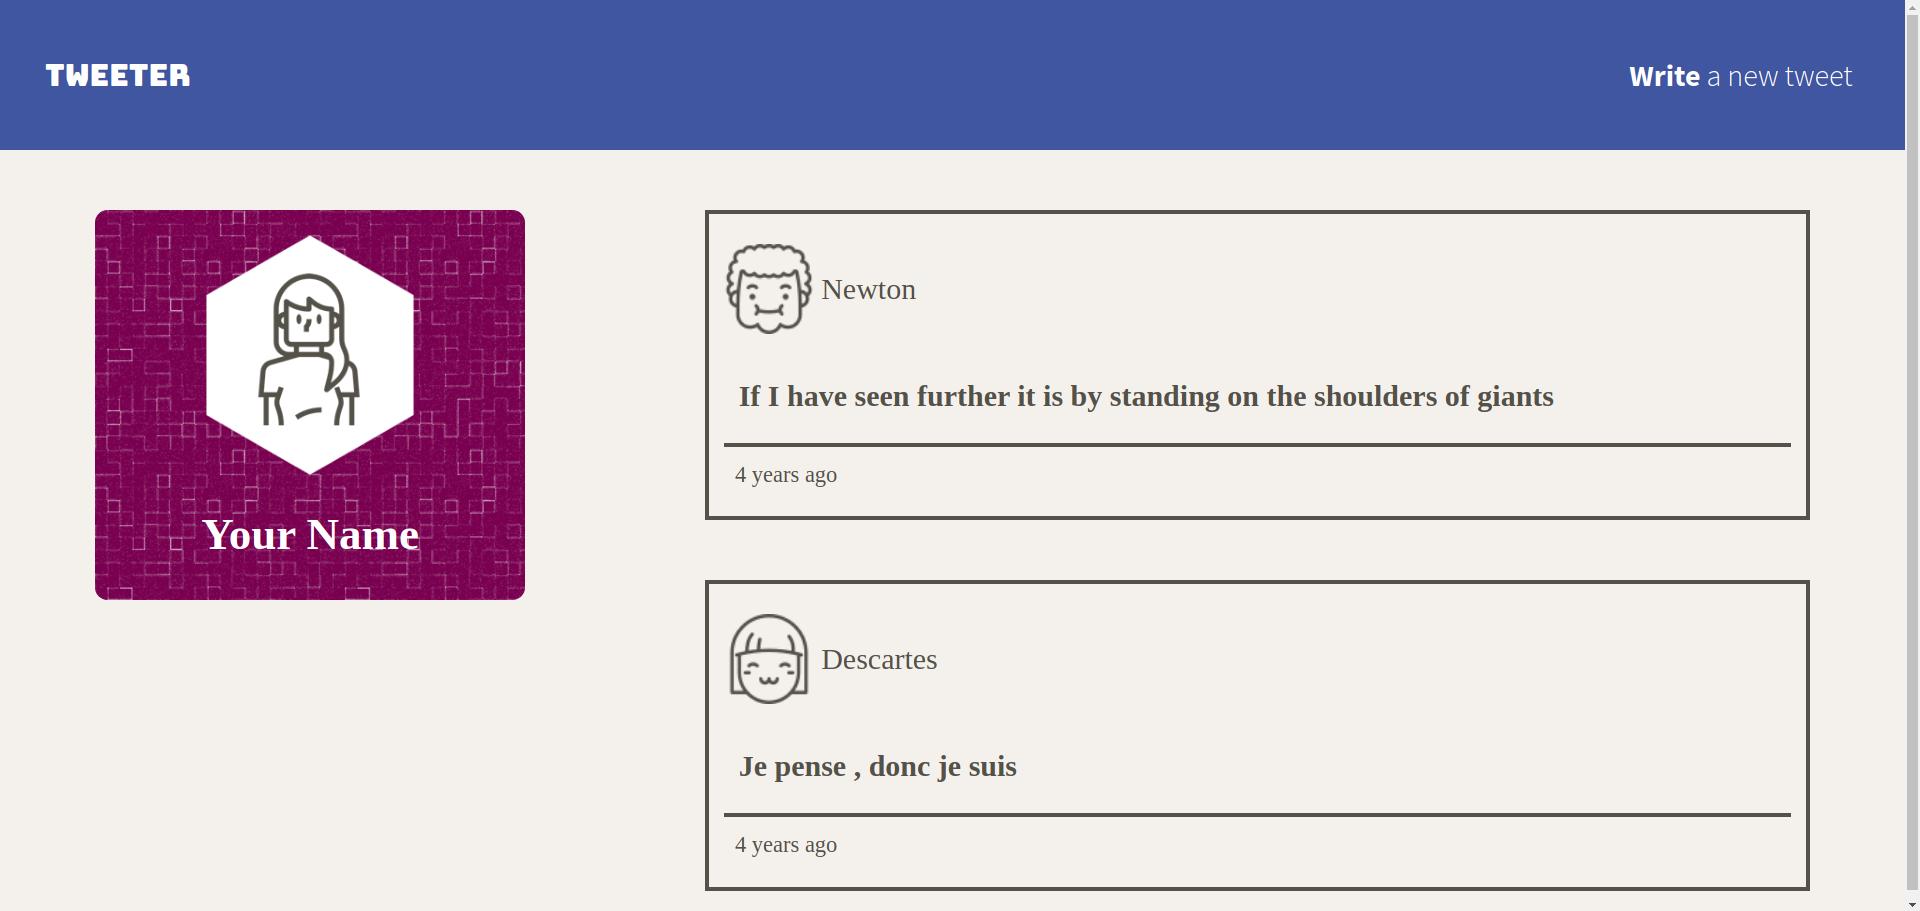 TWEETER
Write a new tweet
Your Name
Newton
If I have seen further it is by standing on the shoulders of giants
4 years ago
Descartes
Je pense , donc je suis
4 years ago